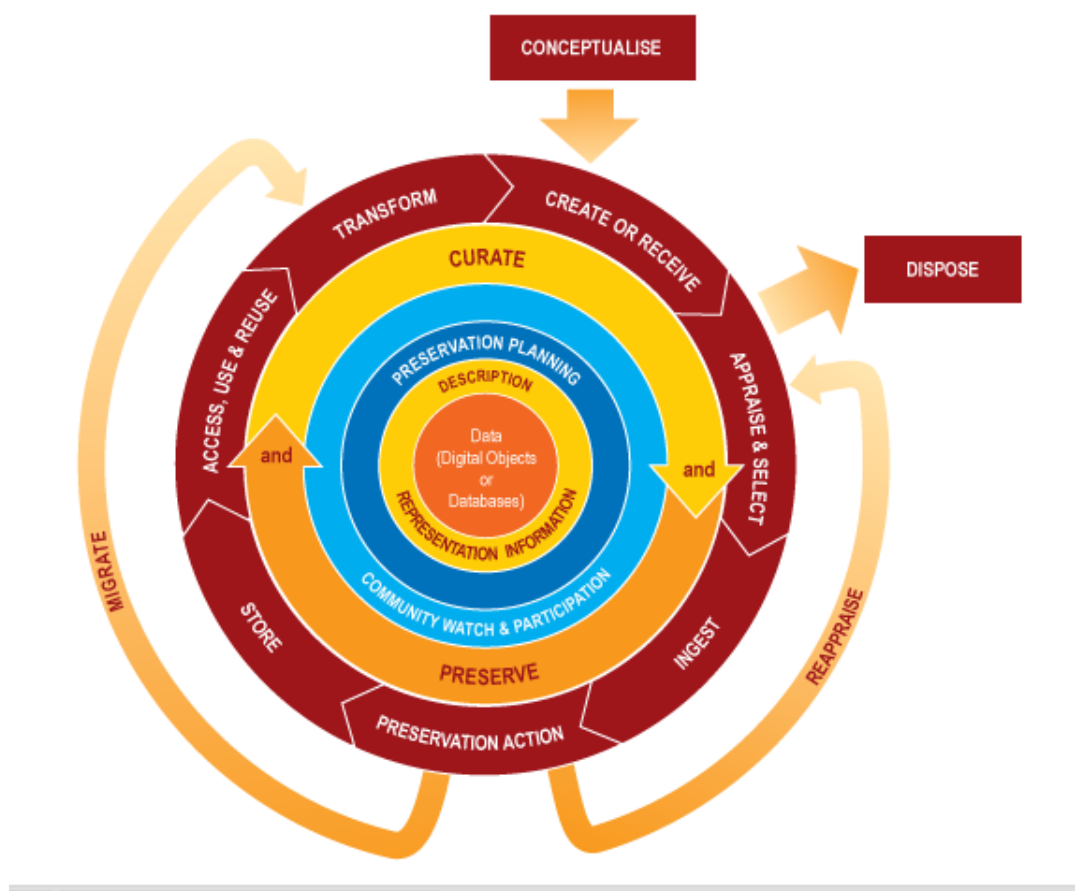 CONCEPTUALISE
CREATE OR RECEIVE
DISPOSE
APPRAISE & SELECT
REAPPRAISE
INGEST
PRESERVATION ACTION
MIGRATE
STORE
ACCESS, USE & REUSE
TRANSFORM
CURATE
and
PRESERVE
and
COMMUNITY WATCH & PARTICIPATION
PRESERVATION PLANNING
DESCRIPTION
REPRESENTATION INFORMATION
Data
(Digital Objects
or
Databases)